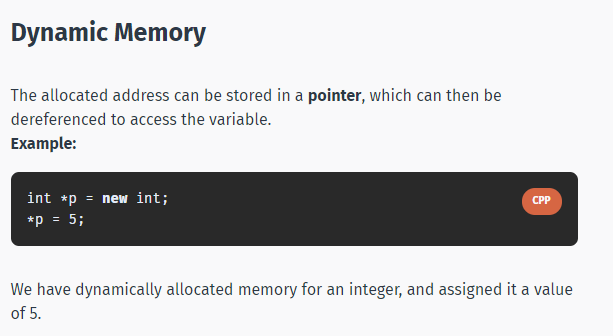 Dynamic Memory
The allocated address can be stored in a pointer, which can then be
dereferenced to access the variable.
Example:
int *p = new int;
CPP
*p = 5;
We have dynamically allocated memory for an integer, and assigned it a value
of 5.